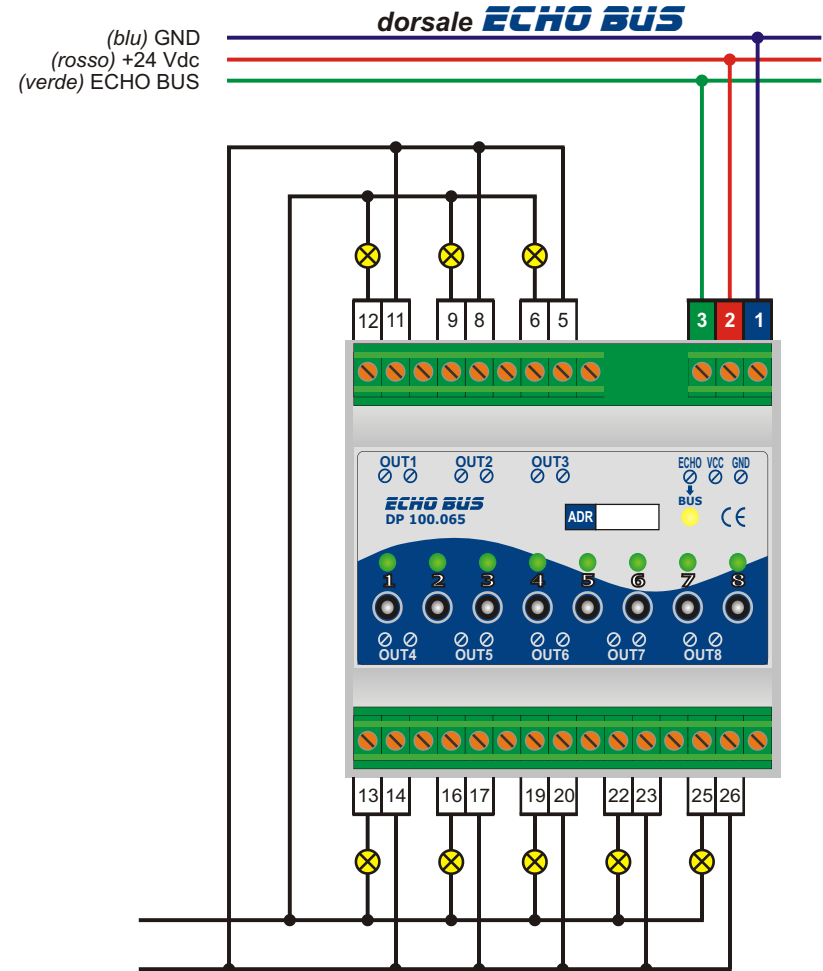 dorsale ECHO BUS
(blu) GND
(rosso) +24 Vdc
(verde) ECHO BUS
12 11 9 8 6 5 3 2 1
OUT1 OUT2 OUT3 ECHO VCC GND
BUS
ECHO BUS
DP 100.065
ADR
CE
1 2 3 4 5 6 7 8
OUT4 OUT5 OUT6 OUT7 OUT8
13 14 16 17 19 20 22 23 25 26